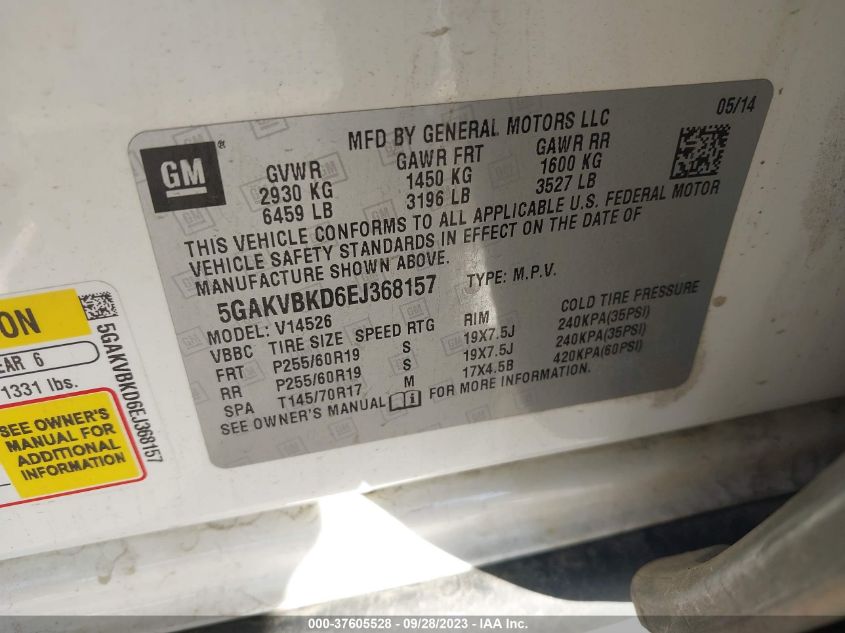 05/14
MFD BY GENERAL MOTORS LLC
GM®
GVWR GAWR FRT GAWR RR
2930 KG 1450 KG 1600 KG
6459 LB 3196 LB 3527 LB
THIS VEHICLE CONFORMS TO ALL APPLICABLE U.S. FEDERAL MOTOR
VEHICLE SAFETY STANDARDS IN EFFECT ON THE DATE OF
MANUFACTURE SHOWN ABOVE.
5GAKVBKD6EJ368157 TYPE: M.P.V.
MODEL: V14526
VBBC TIRE SIZE SPEED RTG RIM COLD TIRE PRESSURE
FRT P255/60R19 S 19X7.5J 240KPA(35PSI)
RR P255/60R19 S 19X7.5J 240KPA(35PSI)
SPA T145/70R17 M 17X4.5B 420KPA(60PSI)
SEE OWNER'S MANUAL FOR MORE INFORMATION.
ON
EAR 6
1331 lbs.
SEE OWNER'S
MANUAL FOR
ADDITIONAL
INFORMATION
5GAKVBKD6EJ368157
000-37605528 - 09/28/2023 - IAA Inc.